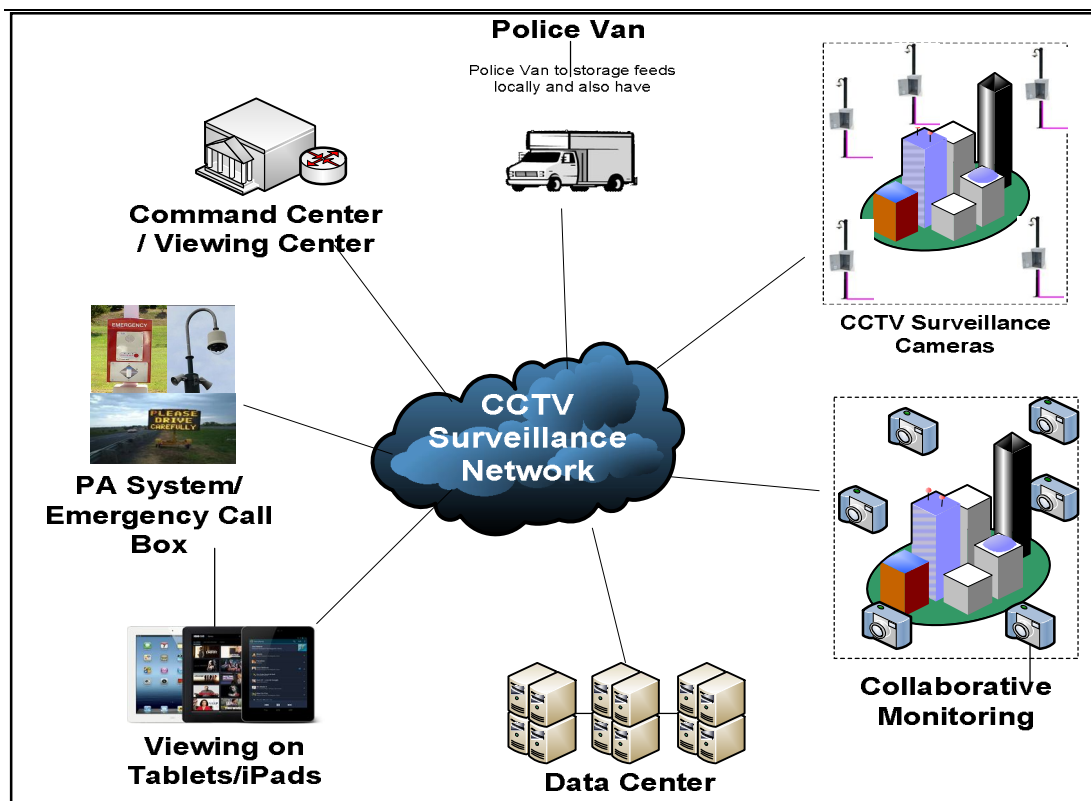 Police Van
Police Van to storage feeds
locally and also have
Command Center
/ Viewing Center
CCTV Surveillance
Cameras
EMERGENCY
PLEASE
DRIVE
CAREFULLY
CCTV
Surveillance
Network
PA System/
Emergency Call
Box
Collaborative
Monitoring
Viewing on
Tablets/iPads
Data Center